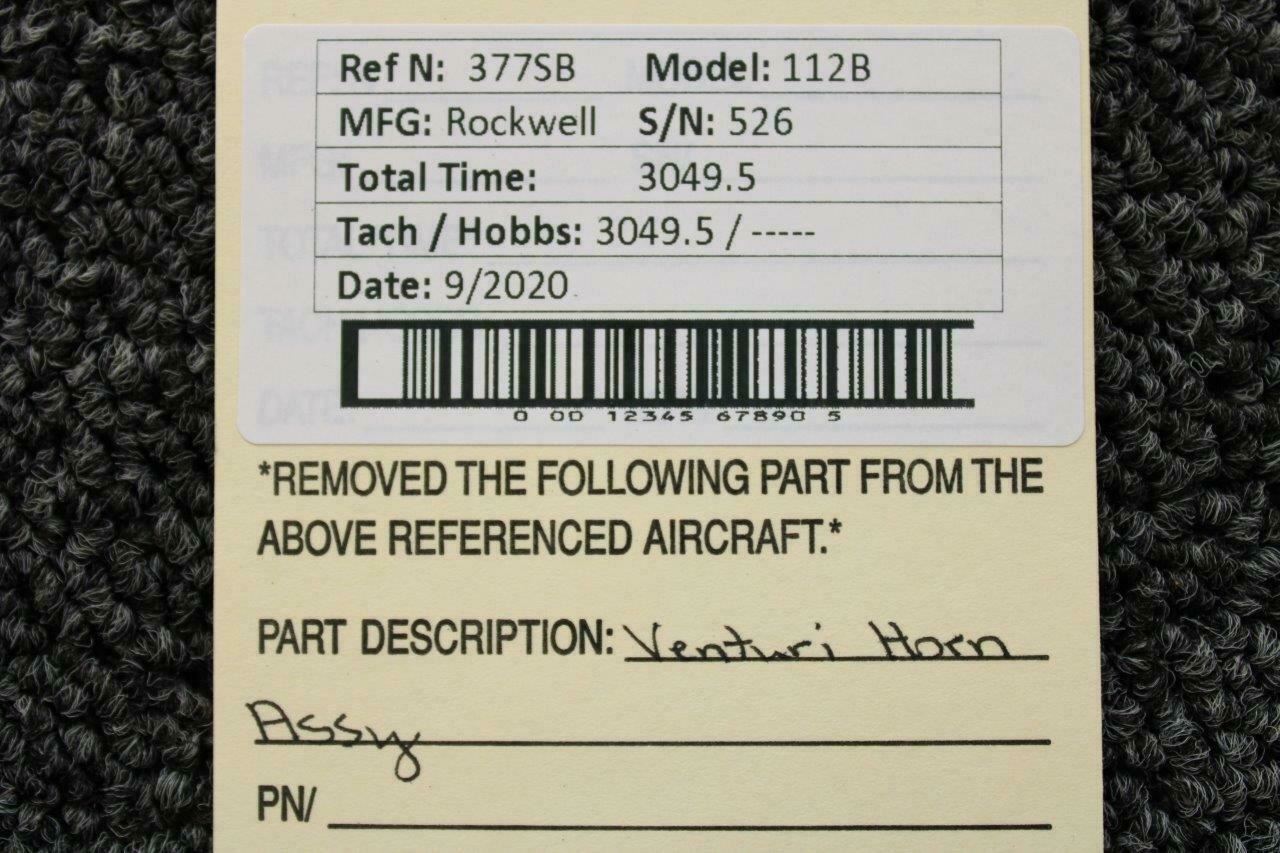 Ref N: 377SB Model: 112B
MFG: Rockwell S/N: 526
Total Time: 3049.5
Tach / Hobbs: 3049.5 / -----
Date: 9/2020
0 00 12345 67890 5
*REMOVED THE FOLLOWING PART FROM THE
ABOVE REFERENCED AIRCRAFT.*
PART DESCRIPTION: Venturi Horn
Assy
PN/